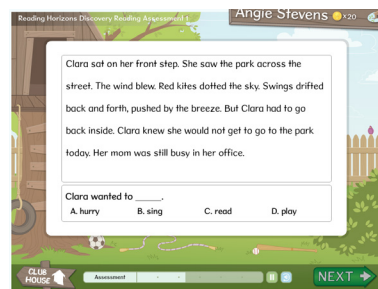 Reading Horizons Discovery Reading Assessment 1
Angie Stevens
×20
Clara sat on her front step. She saw the park across the
street. The wind blew. Red kites dotted the sky. Swings drifted
back and forth, pushed by the breeze. But Clara had to go
back inside. Clara knew she would not get to go to the park
today. Her mom was still busy in her office.
Clara wanted to _____.
A. hurry B. sing C. read D. play
CLUB
HOUSE
Assessment
NEXT